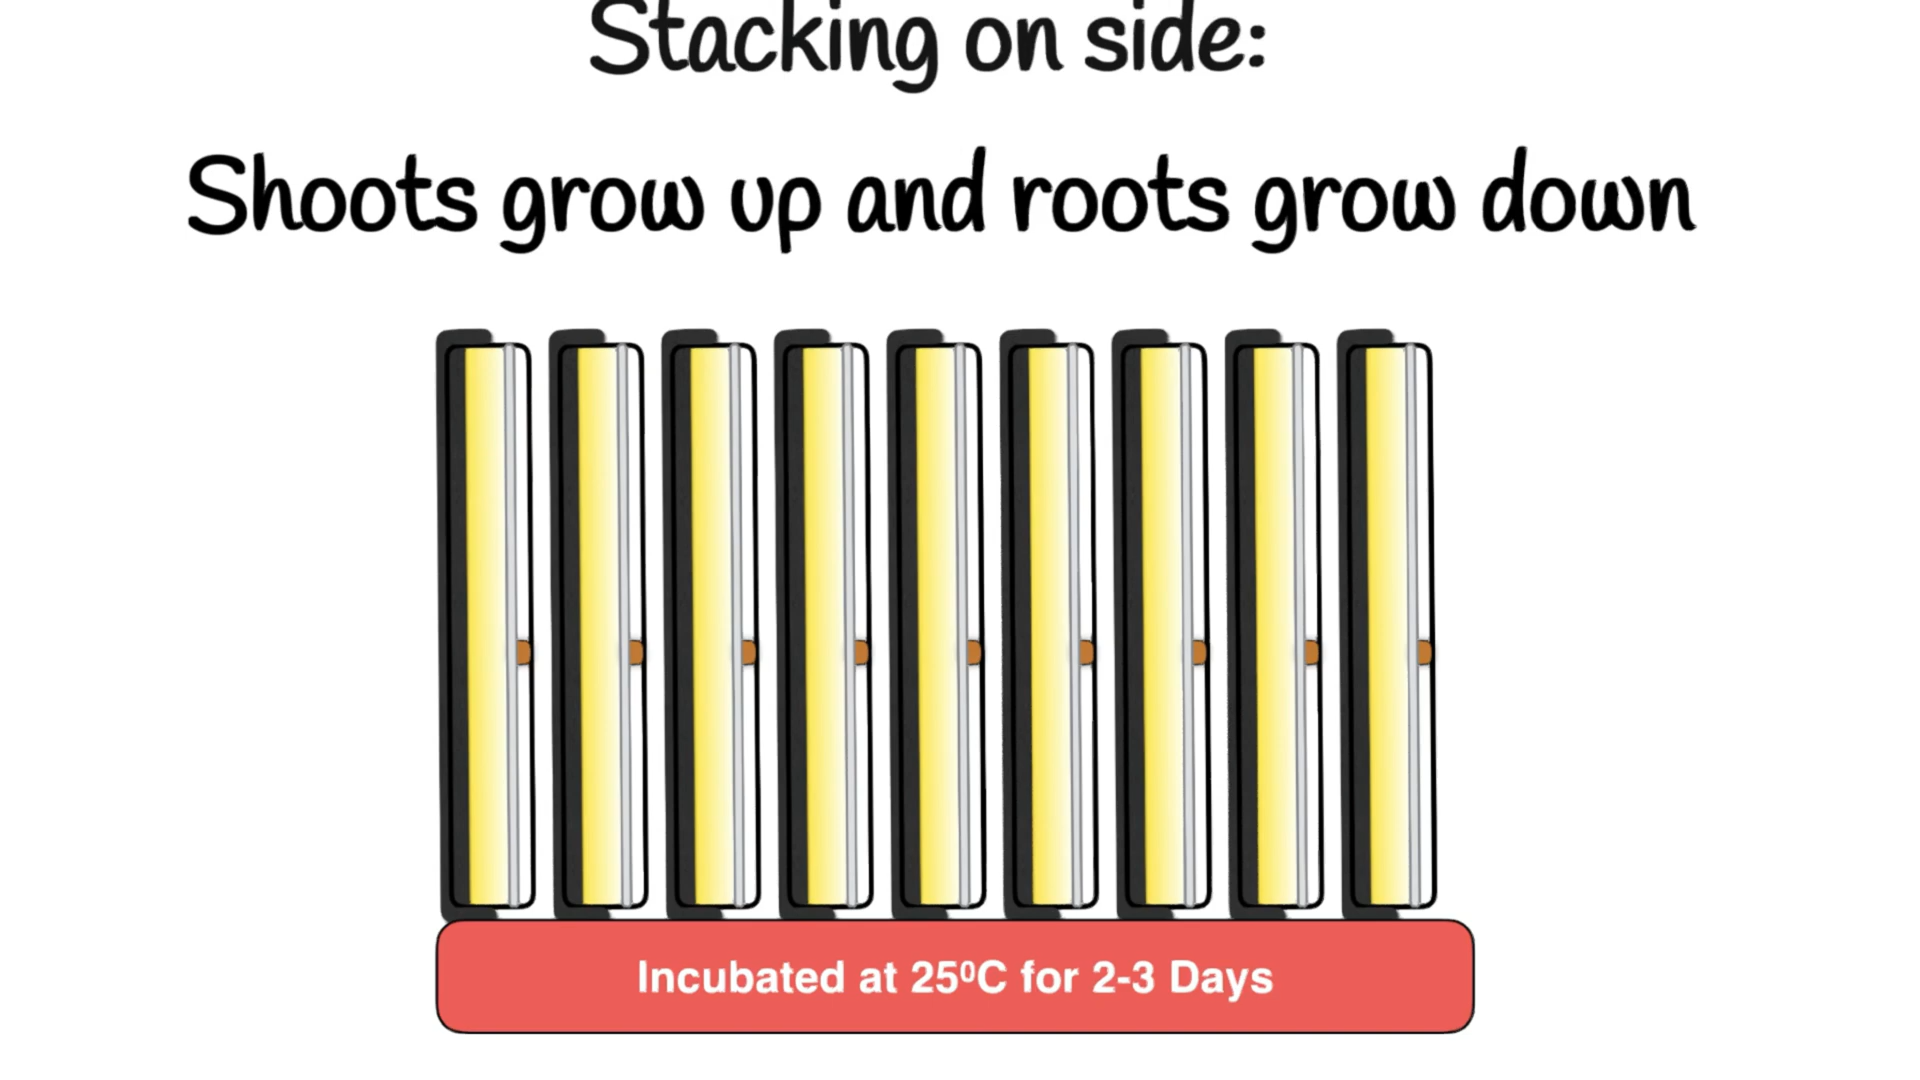 Stacking on side:
Shoots grow up and roots grow down
Incubated at 25⁰C for 2-3 Days